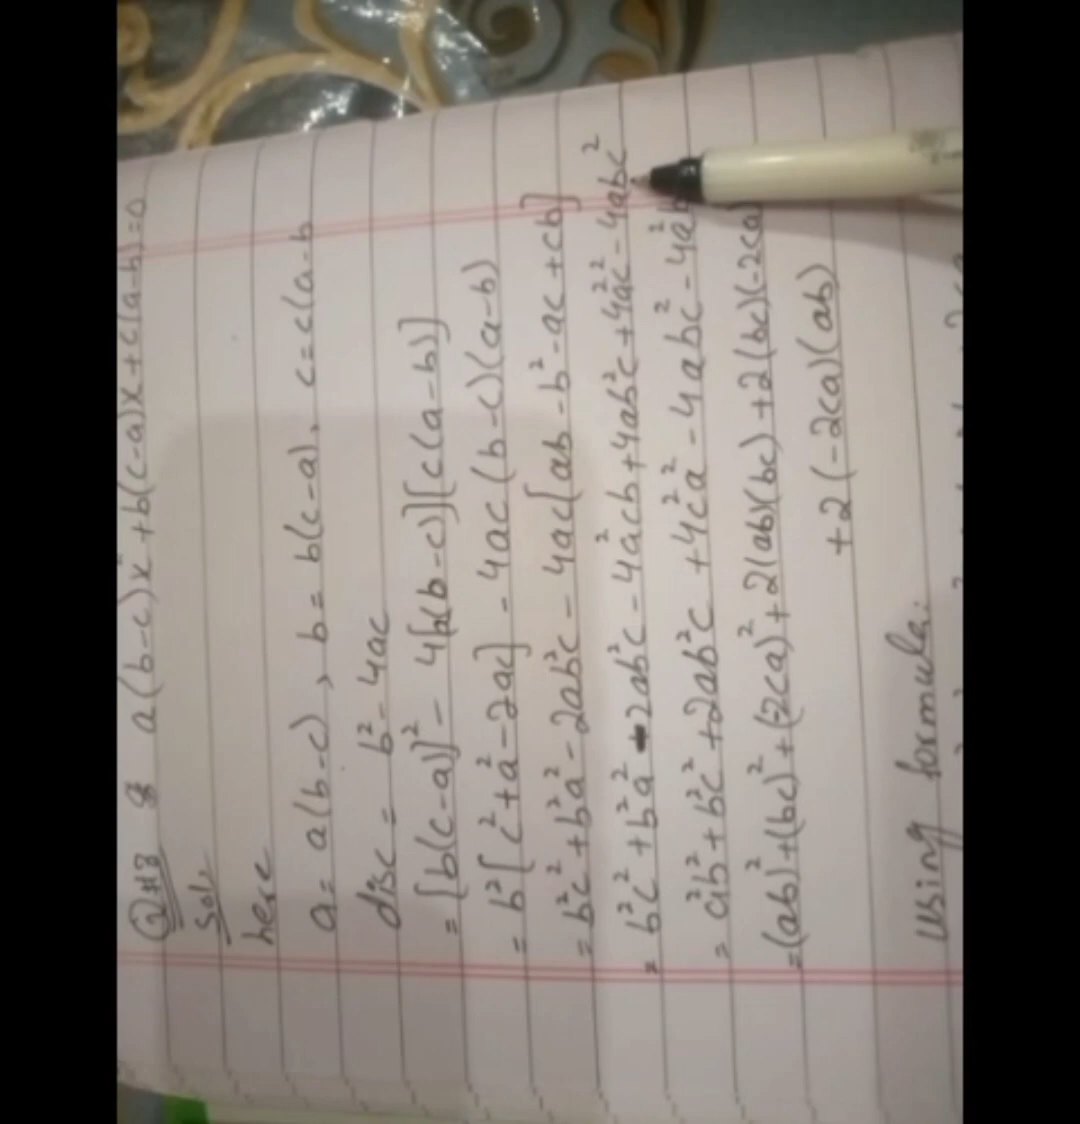 Q#3 a(b-c)x²+b(c-a)x+c(a-b)=0
Sol,
here
a= a(b-c), b= b(c-a), c=c(a-b
disc = b²-4ac
= [b(c-a)]² - 4[a(b-c)][c(a-b)]
= b²[c²+a²-2ac] - 4ac(b-c)(a-b)
= b²c²+b²a²-2ab²c - 4ac[ab-b²-ac+cb]
= b²c²+b²a²-2ab²c-4a²cb+4ab²c+4a²c²-4abc²
= a²b²+b²c²+2ab²c+4c²a²-4abc²-4a²b
=(ab)²+(bc)²+(-2ca)²+2(ab)(bc)+2(bc)(-2ca)
+2(-2ca)(ab)
Using formula: